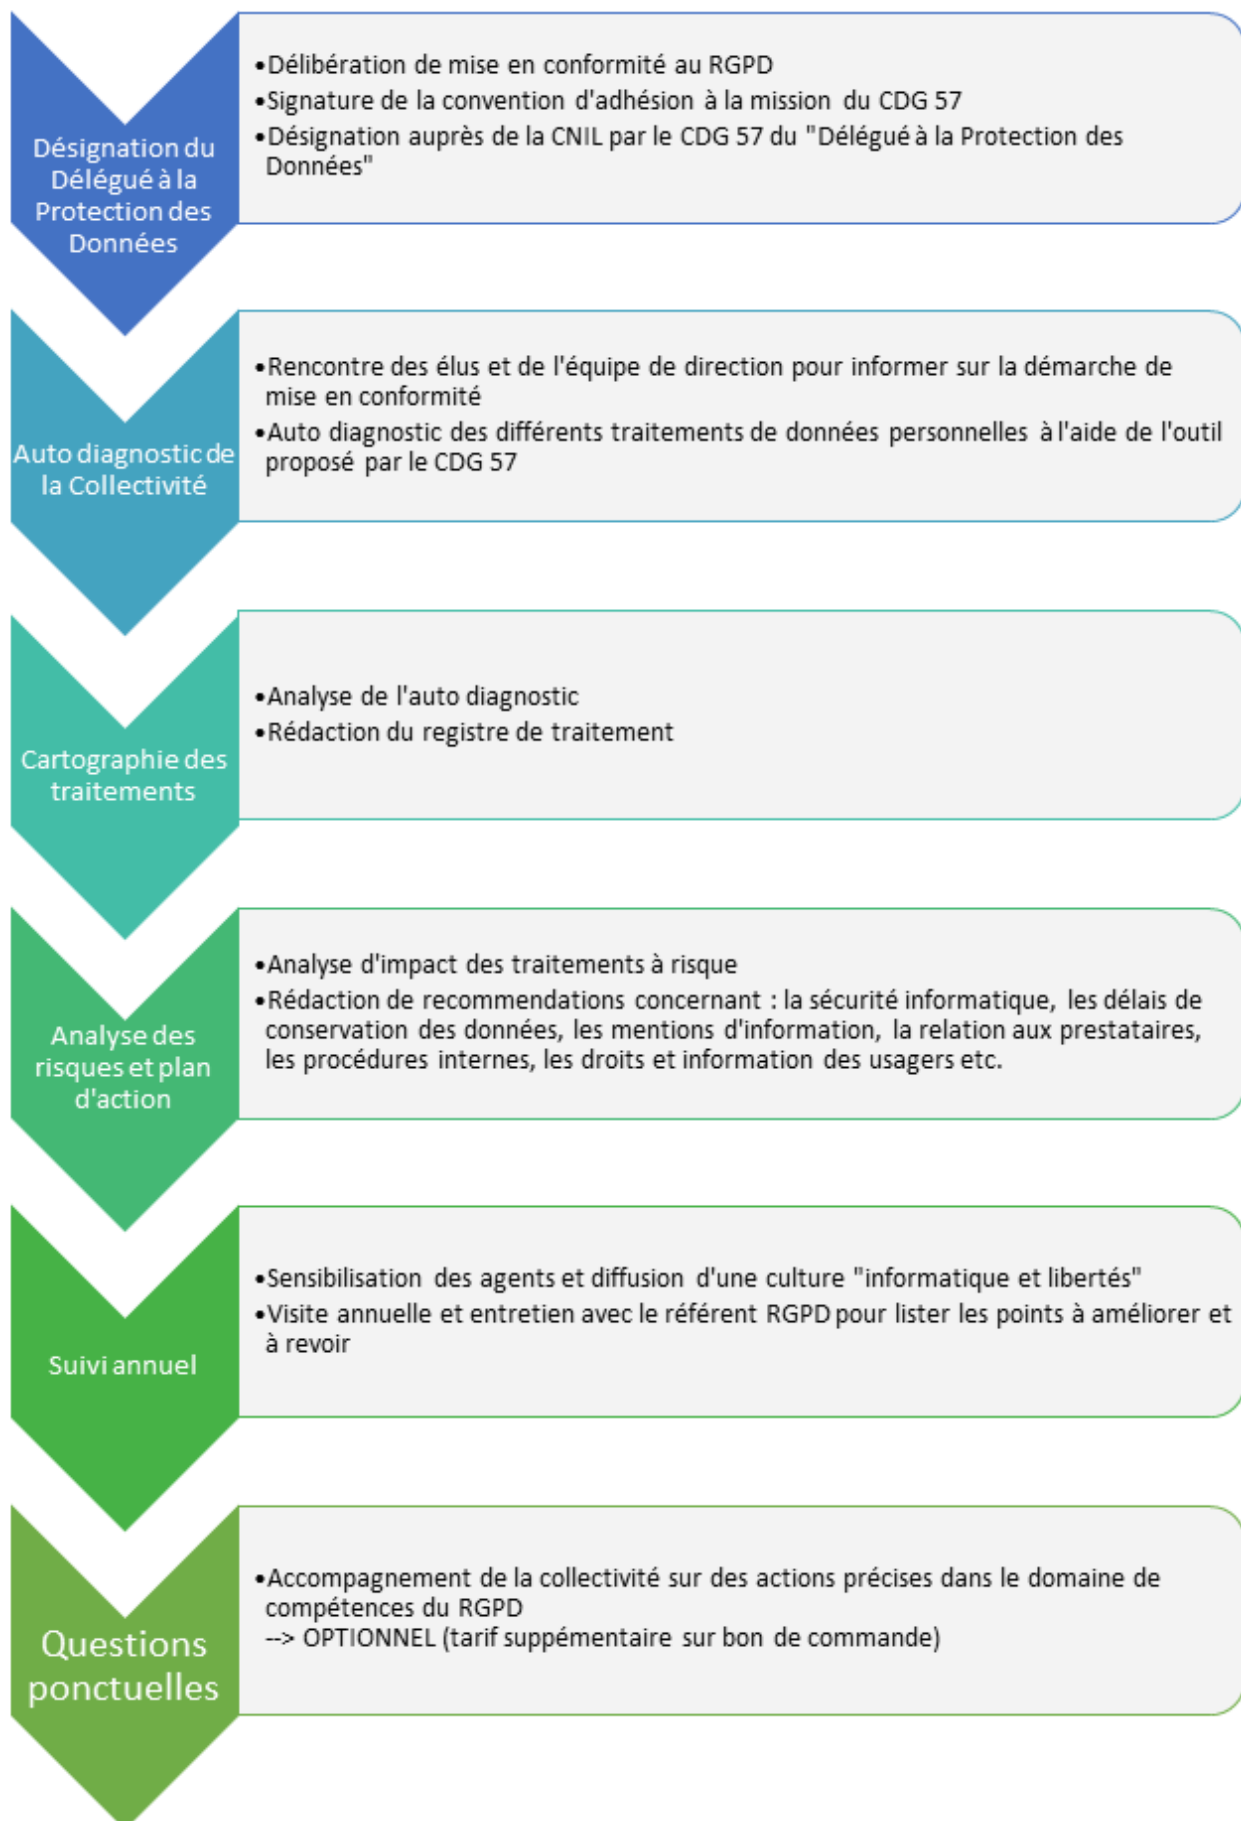 Désignation du
Délégué à la
Protection des
Données
•Délibération de mise en conformité au RGPD
•Signature de la convention d'adhésion à la mission du CDG 57
•Désignation auprès de la CNIL par le CDG 57 du "Délégué à la Protection des
Données"
Auto diagnostic de
la Collectivité
•Rencontre des élus et de l'équipe de direction pour informer sur la démarche de
mise en conformité
•Auto diagnostic des différents traitements de données personnelles à l'aide de l'outil
proposé par le CDG 57
Cartographie des
traitements
•Analyse de l'auto diagnostic
•Rédaction du registre de traitement
Analyse des
risques et plan
d'action
•Analyse d'impact des traitements à risque
•Rédaction de recommendations concernant : la sécurité informatique, les délais de
conservation des données, les mentions d'information, la relation aux prestataires,
les procédures internes, les droits et information des usagers etc.
Suivi annuel
•Sensibilisation des agents et diffusion d'une culture "informatique et libertés"
•Visite annuelle et entretien avec le référent RGPD pour lister les points à améliorer et
à revoir
Questions
ponctuelles
•Accompagnement de la collectivité sur des actions précises dans le domaine de
compétences du RGPD
--> OPTIONNEL (tarif suppémentaire sur bon de commande)